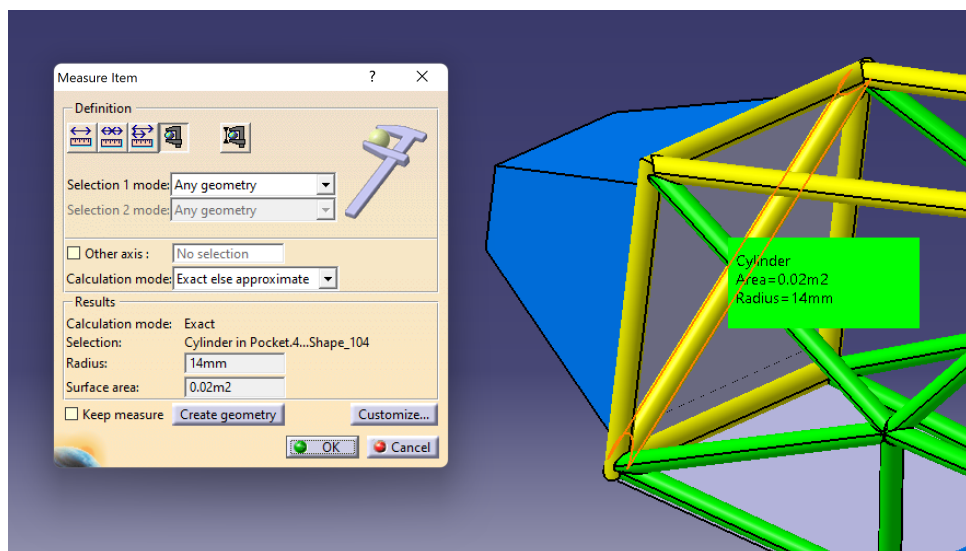 Measure Item
?
Definition
Selection 1 mode: Any geometry
Selection 2 mode: Any geometry
Other axis : No selection
Calculation mode: Exact else approximate
Results
Calculation mode: Exact
Selection: Cylinder in Pocket.4...Shape_104
Radius: 14mm
Surface area: 0.02m2
Keep measure Create geometry Customize...
OK Cancel
Cylinder
Area=0.02m2
Radius=14mm